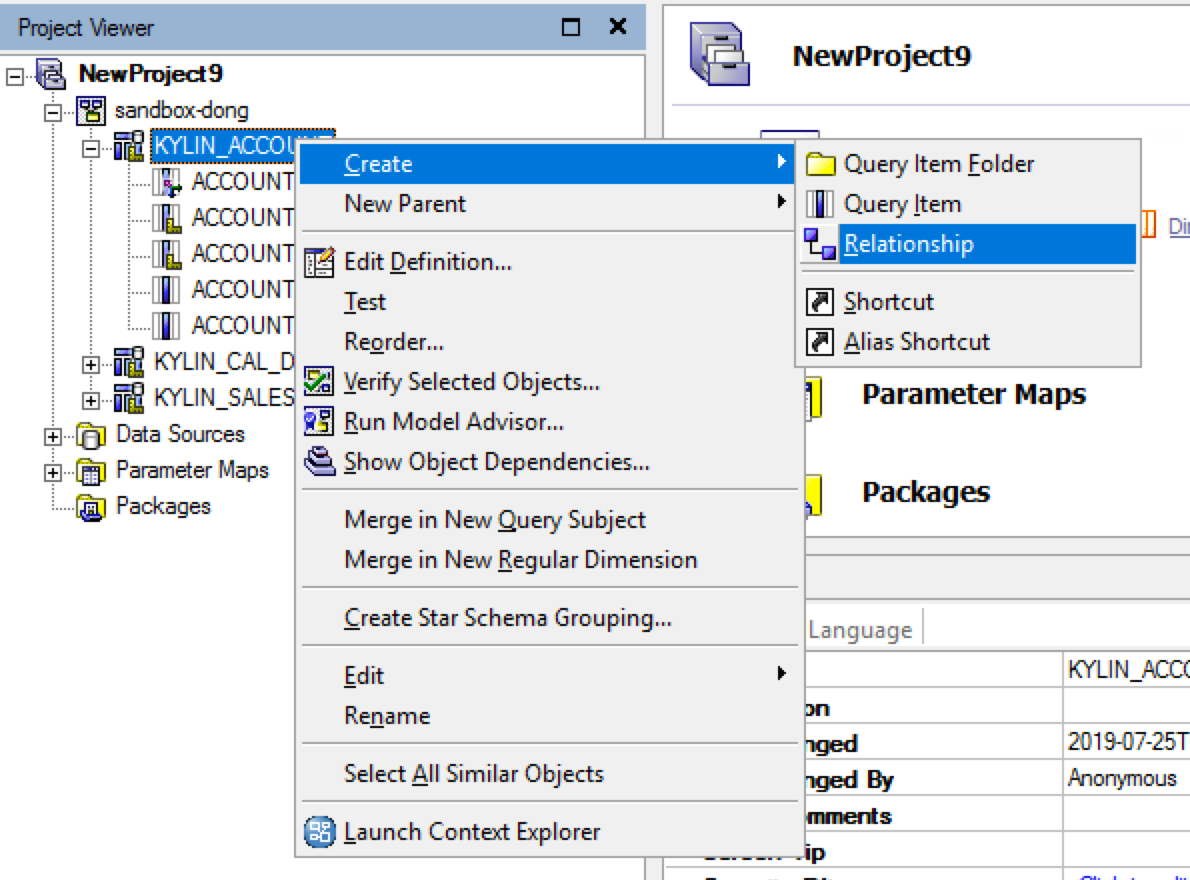 Project Viewer
NewProject9
sandbox-dong
KYLIN_ACCOU
ACCOUNT
ACCOUNT
ACCOUNT
ACCOUNT
ACCOUNT
KYLIN_CAL_D
KYLIN_SALES
Data Sources
Parameter Maps
Packages
Create
New Parent
Edit Definition...
Test
Reorder...
Verify Selected Objects...
Run Model Advisor...
Show Object Dependencies...
Merge in New Query Subject
Merge in New Regular Dimension
Create Star Schema Grouping...
Edit
Rename
Select All Similar Objects
Launch Context Explorer
Query Item Folder
Query Item
Relationship
Shortcut
Alias Shortcut
NewProject9
Parameter Maps
Packages
Language
KYLIN_ACCO
on
nged
2019-07-25T
nged By
Anonymous
mments